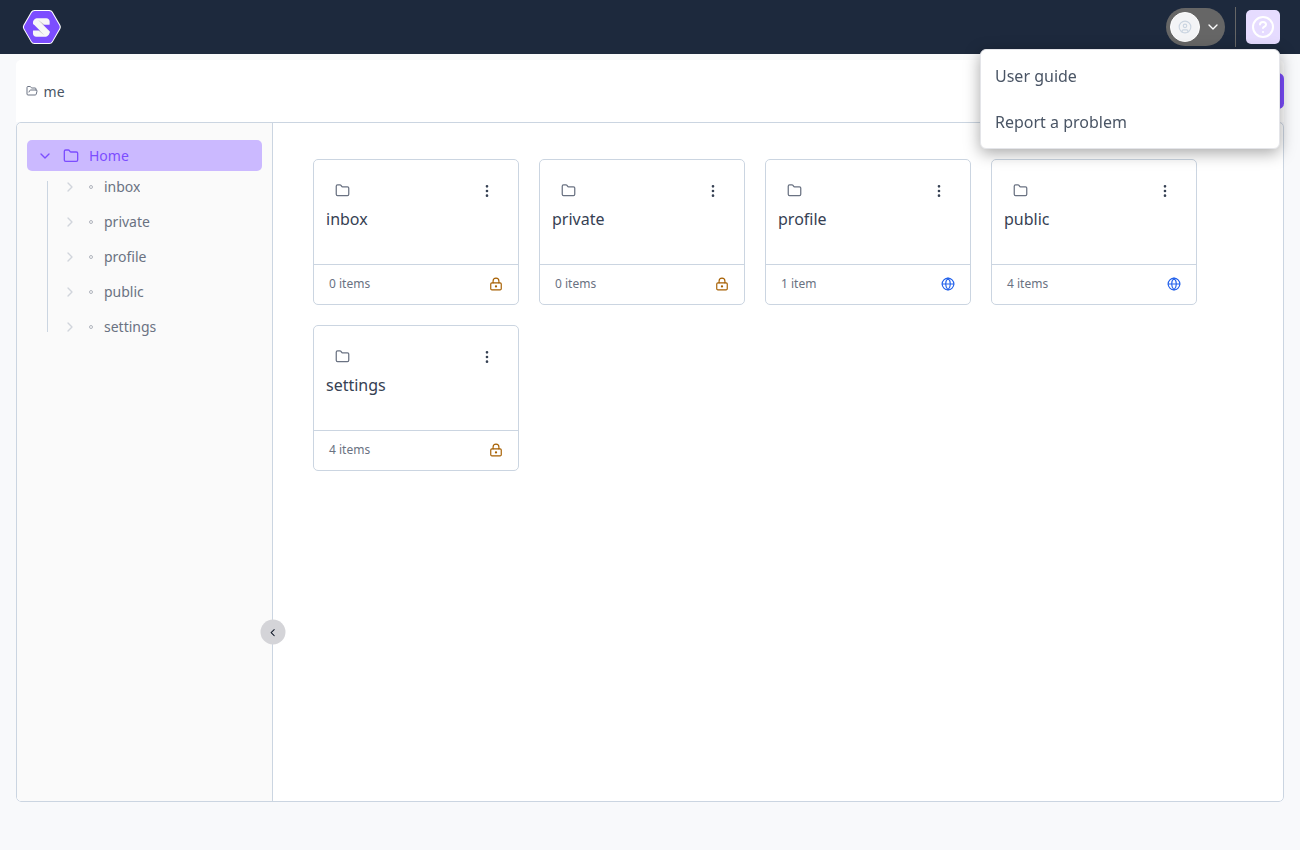 User guide
Report a problem
me
Home
inbox
private
profile
public
settings
inbox
0 items
private
0 items
profile
1 item
public
4 items
settings
4 items